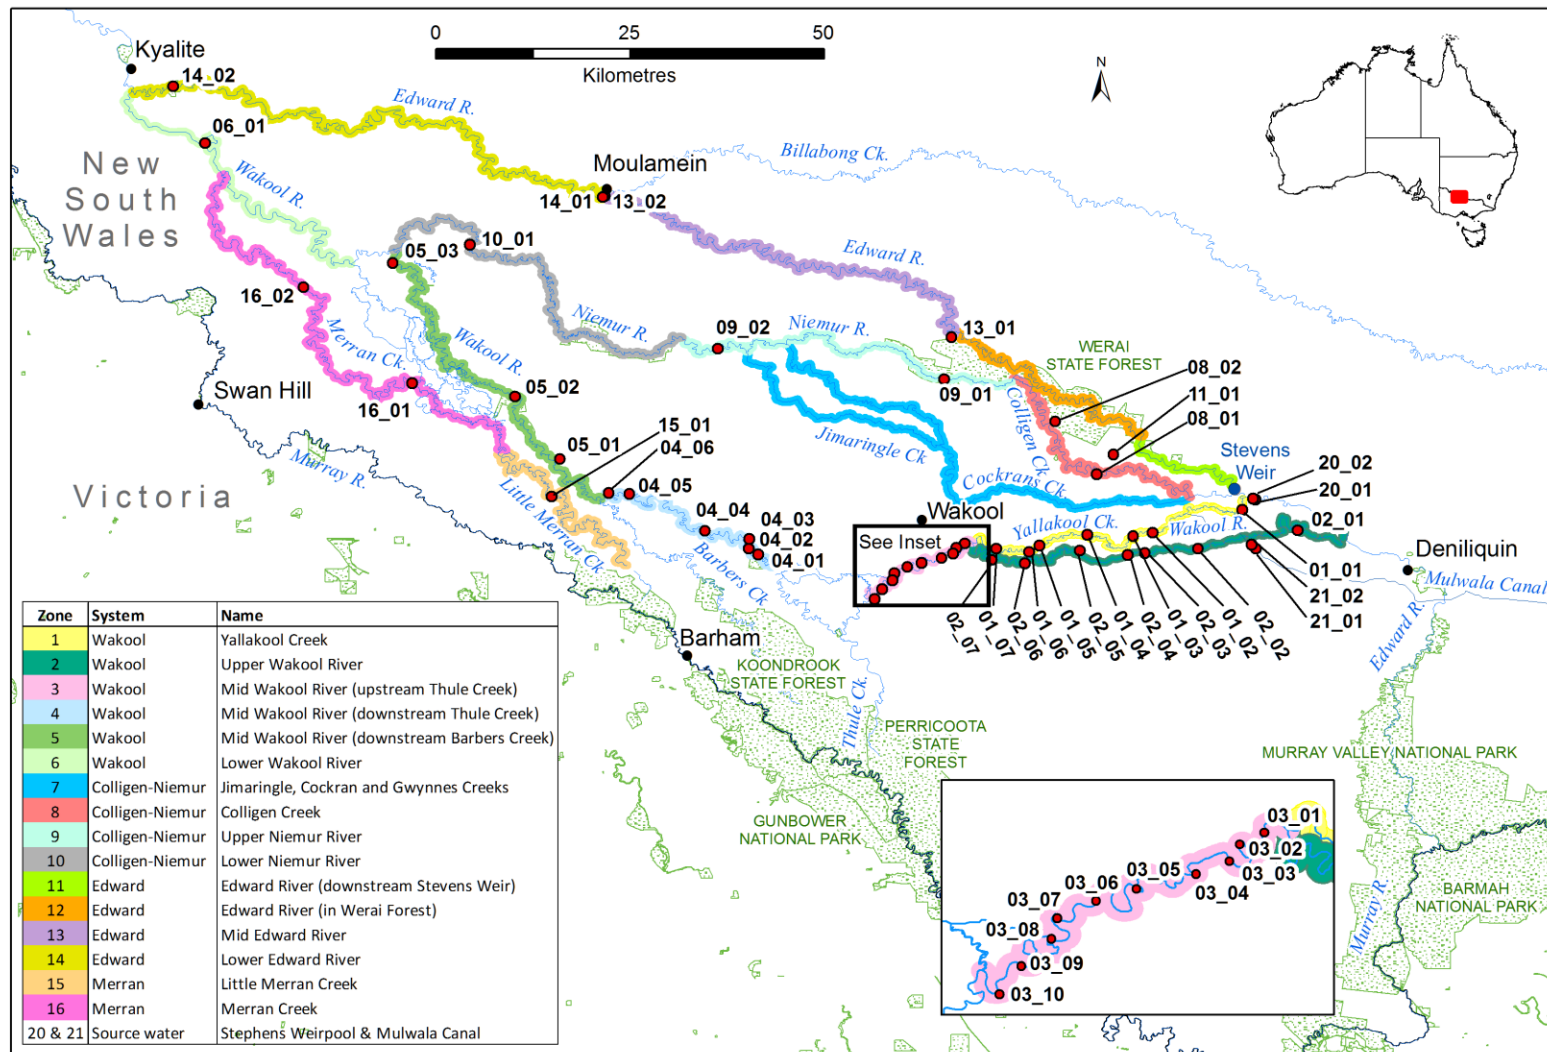 0
25
50
Kilometres
N
Kyalite
14_02
Edward R.
06_01
New
South
Wales
Wakool R.
Moulamein
14_01
13_02
Billabong Ck.
05_03
10_01
Edward R.
16_02
Merran Ck.
Niemur R.
09_02
Niemur R.
13_01
WERAI
STATE FOREST
08_02
11_01
08_01
Wakool R.
Swan Hill
16_01
05_02
09_01
Colligen Ck.
Jimaringle Ck
15_01
04_06
Stevens
Weir
20_02
20_01
Murray R.
Victoria
05_01
04_05
04_04
04_03
04_02
04_01
Little Merran Ck.
Barbers Ck
Cockrans Ck.
Wakool
Yallakool Ck.
Wakool R.
02_01
See Inset
Deniliquin
Mulwala Canal
01_01
21_02
21_01
02_07
01_07
02_06
01_06
01_05
02_05
01_04
02_04
01_03
02_03
01_02
02_02
Edward R.
Barham
KOONDROOK
STATE FOREST
Thule Ck.
PERRICOOTA
STATE
FOREST
GUNBOWER
NATIONAL PARK
MURRAY VALLEY NATIONAL PARK
BARMAH
NATIONAL PARK
Murray R.
03_01
03_02
03_03
03_04
03_05
03_06
03_07
03_08
03_09
03_10
Zone System Name
1 Wakool Yallakool Creek
2 Wakool Upper Wakool River
3 Wakool Mid Wakool River (upstream Thule Creek)
4 Wakool Mid Wakool River (downstream Thule Creek)
5 Wakool Mid Wakool River (downstream Barbers Creek)
6 Wakool Lower Wakool River
7 Colligen-Niemur Jimaringle, Cockran and Gwynnes Creeks
8 Colligen-Niemur Colligen Creek
9 Colligen-Niemur Upper Niemur River
10 Colligen-Niemur Lower Niemur River
11 Edward Edward River (downstream Stevens Weir)
12 Edward Edward River (in Werai Forest)
13 Edward Mid Edward River
14 Edward Lower Edward River
15 Merran Little Merran Creek
16 Merran Merran Creek
20 & 21 Source water Stephens Weirpool & Mulwala Canal